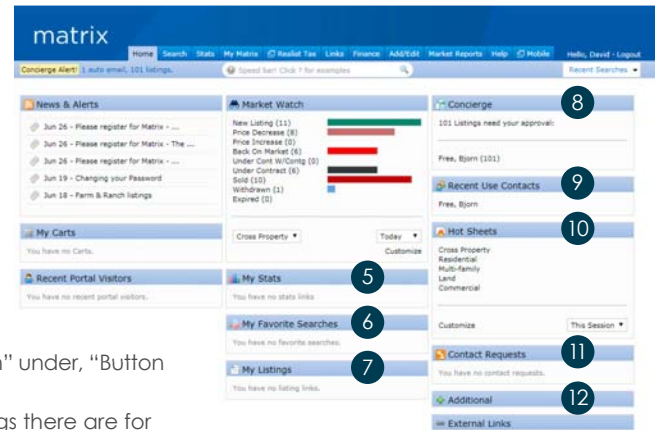 matrix
Home Search Stats My Matrix Realist Tax Links Finance Add/Edit Market Reports Help Mobile Hello, David - Logout
Concierge Alert! 1 auto email, 101 listings.
Speed bar! Click ? for examples
Recent Searches
News & Alerts
Jun 26 - Please register for Matrix - ...
Jun 26 - Please register for Matrix - The ...
Jun 26 - Please register for Matrix - ...
Jun 19 - Changing your Password
Jun 18 - Farm & Ranch listings
My Carts
You have no Carts.
Recent Portal Visitors
You have no recent portal visitors.
Market Watch
New Listing (11)
Price Decrease (8)
Price Increase (0)
Back On Market (6)
Under Cont W/Contg (0)
Under Contract (6)
Sold (10)
Withdrawn (1)
Expired (0)
Cross Property
Today
Customize
My Stats 5
You have no stats links
My Favorite Searches 6
You have no favorite searches.
My Listings 7
You have no listing links.
Concierge 8
101 Listings need your approval:
Free, Bjorn (101)
Recent Use Contacts 9
Free, Bjorn
Hot Sheets 10
Cross Property
Residential
Multi-family
Land
Commercial
Customize
This Session
Contact Requests 11
You have no contact requests.
Additional 12
External Links
” under, “Button
gs there are for